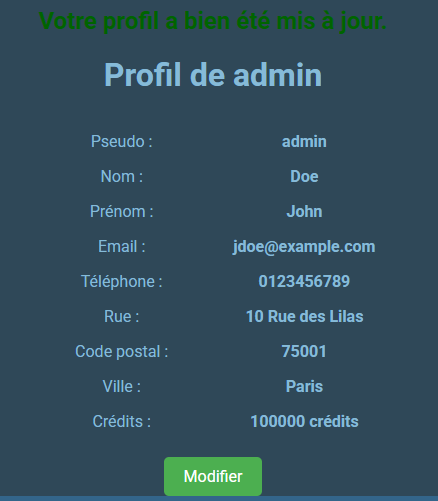 Votre profil a bien été mis à jour.
Profil de admin
Pseudo : admin
Nom : Doe
Prénom : John
Email : jdoe@example.com
Téléphone : 0123456789
Rue : 10 Rue des Lilas
Code postal : 75001
Ville : Paris
Crédits : 100000 crédits
Modifier